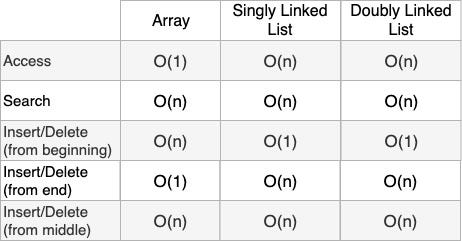 Array Singly Linked List Doubly Linked List
Access O(1) O(n) O(n)
Search O(n) O(n) O(n)
Insert/Delete (from beginning) O(n) O(1) O(1)
Insert/Delete (from end) O(1) O(n) O(n)
Insert/Delete (from middle) O(n) O(n) O(n)